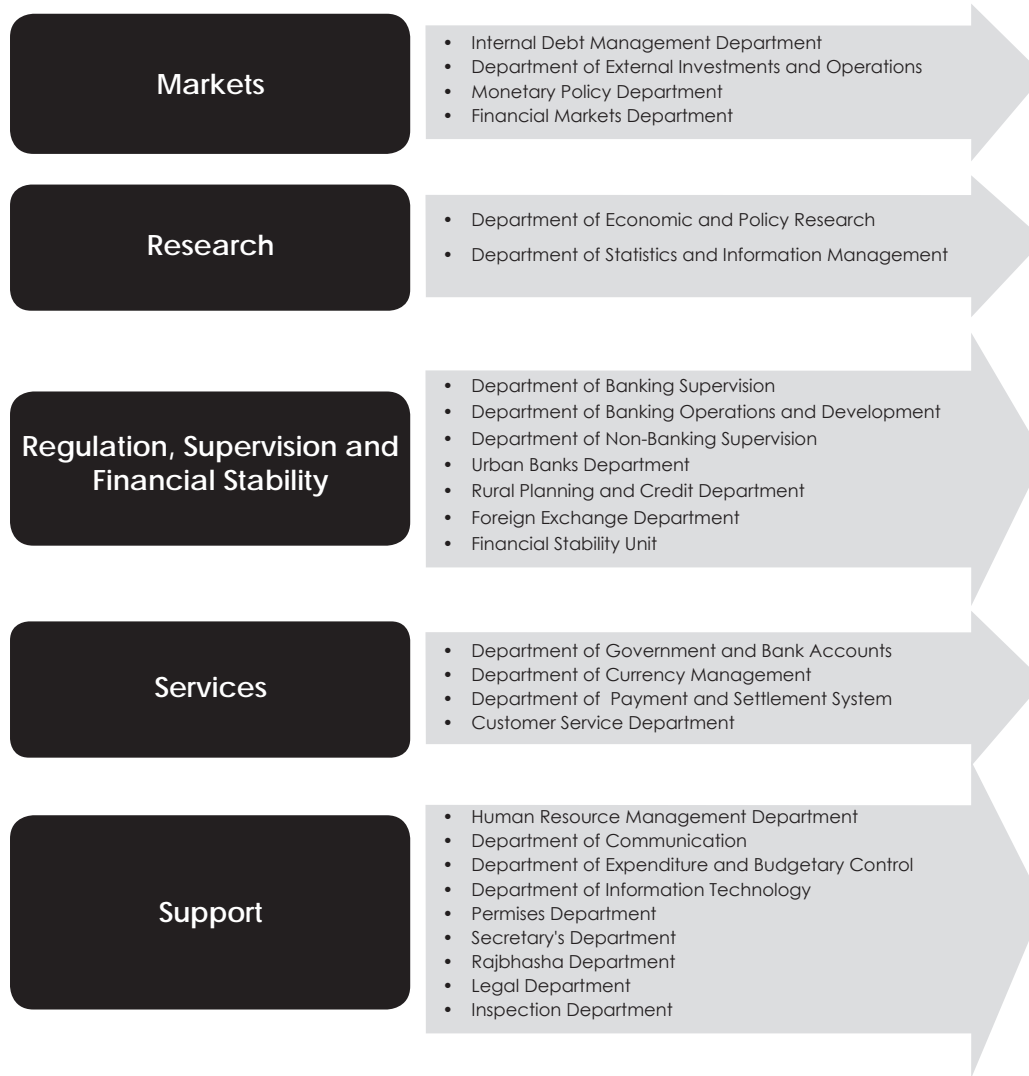 Markets
• Internal Debt Management Department
• Department of External Investments and Operations
• Monetary Policy Department
• Financial Markets Department
Research
• Department of Economic and Policy Research
• Department of Statistics and Information Management
Regulation, Supervision and
Financial Stability
• Department of Banking Supervision
• Department of Banking Operations and Development
• Department of Non-Banking Supervision
• Urban Banks Department
• Rural Planning and Credit Department
• Foreign Exchange Department
• Financial Stability Unit
Services
• Department of Government and Bank Accounts
• Department of Currency Management
• Department of  Payment and Settlement System
• Customer Service Department
Support
• Human Resource Management Department
• Department of Communication
• Department of Expenditure and Budgetary Control
• Department of Information Technology
• Permises Department
• Secretary's Department
• Rajbhasha Department
• Legal Department
• Inspection Department